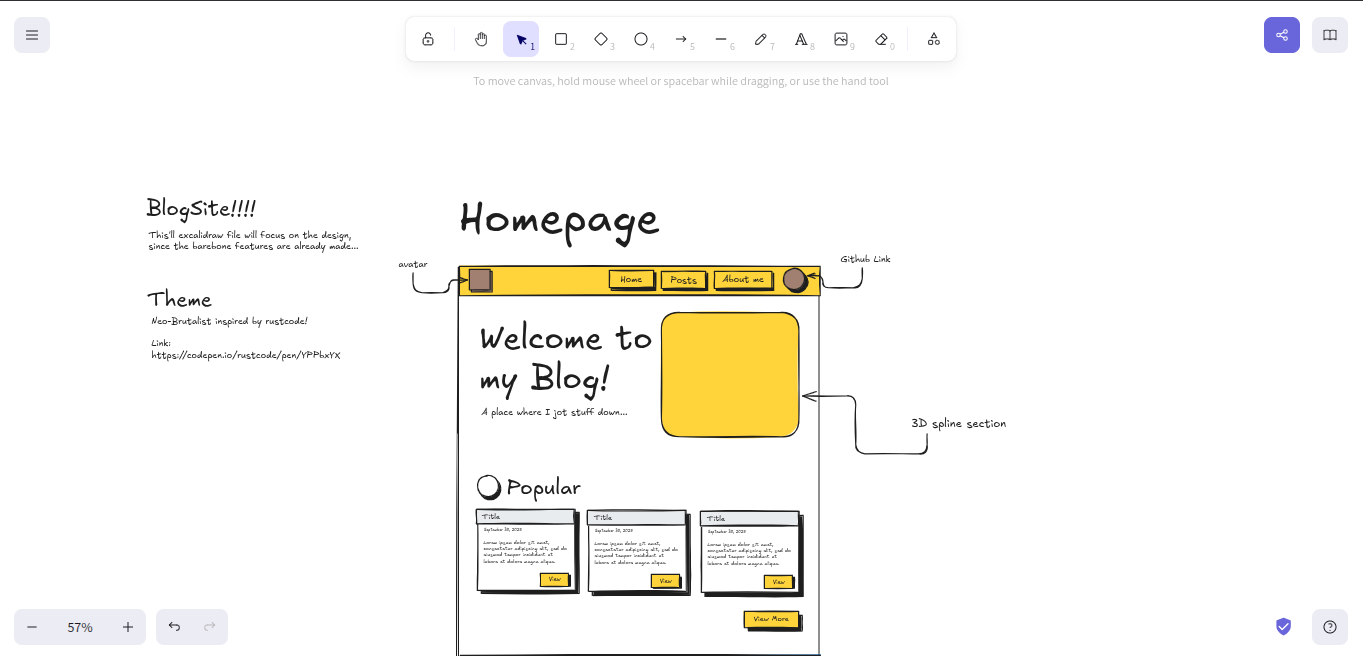 1
2
3
4
5
6
7
8
9
0
To move canvas, hold mouse wheel or spacebar while dragging, or use the hand tool
BlogSite!!!!
This'll excalidraw file will focus on the design,
since the barebone features are already made...
Theme
Neo-Brutalist inspired by rustcode!
Link:
https://codepen.io/rustcode/pen/YPPbxYX
Homepage
avatar
Github Link
Home
Posts
About me
Welcome to
my Blog!
A place where I jot stuff down...
3D spline section
Popular
Title
September 30, 2025
Lorem ipsum dolor sit amet,
consectetur adipiscing elit, sed do
eiusmod tempor incididunt ut
labore et dolore magna aliqua.
View
Title
September 30, 2025
Lorem ipsum dolor sit amet,
consectetur adipiscing elit, sed do
eiusmod tempor incididunt ut
labore et dolore magna aliqua.
View
Title
September 30, 2025
Lorem ipsum dolor sit amet,
consectetur adipiscing elit, sed do
eiusmod tempor incididunt ut
labore et dolore magna aliqua.
View
View More
57%